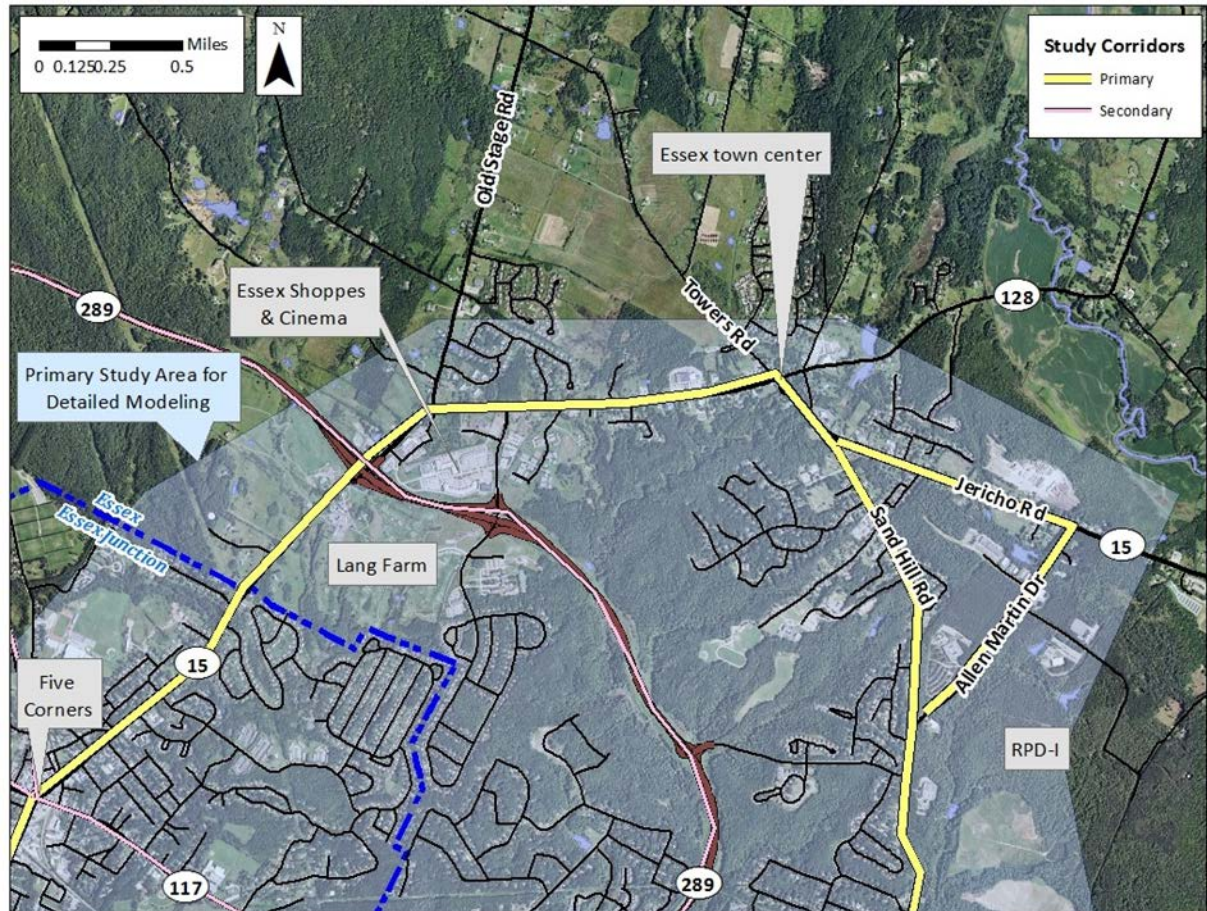 Miles
0 0.125 0.25 0.5
N
Study Corridors
Primary
Secondary
Old Stage Rd
Essex town center
Essex Shoppes
& Cinema
Towers Rd
128
289
Primary Study Area for
Detailed Modeling
Essex
Essex Junction
Jericho Rd
15
Sand Hill Rd
Lang Farm
Allen Martin Dr
15
Five
Corners
RPD-I
117
289